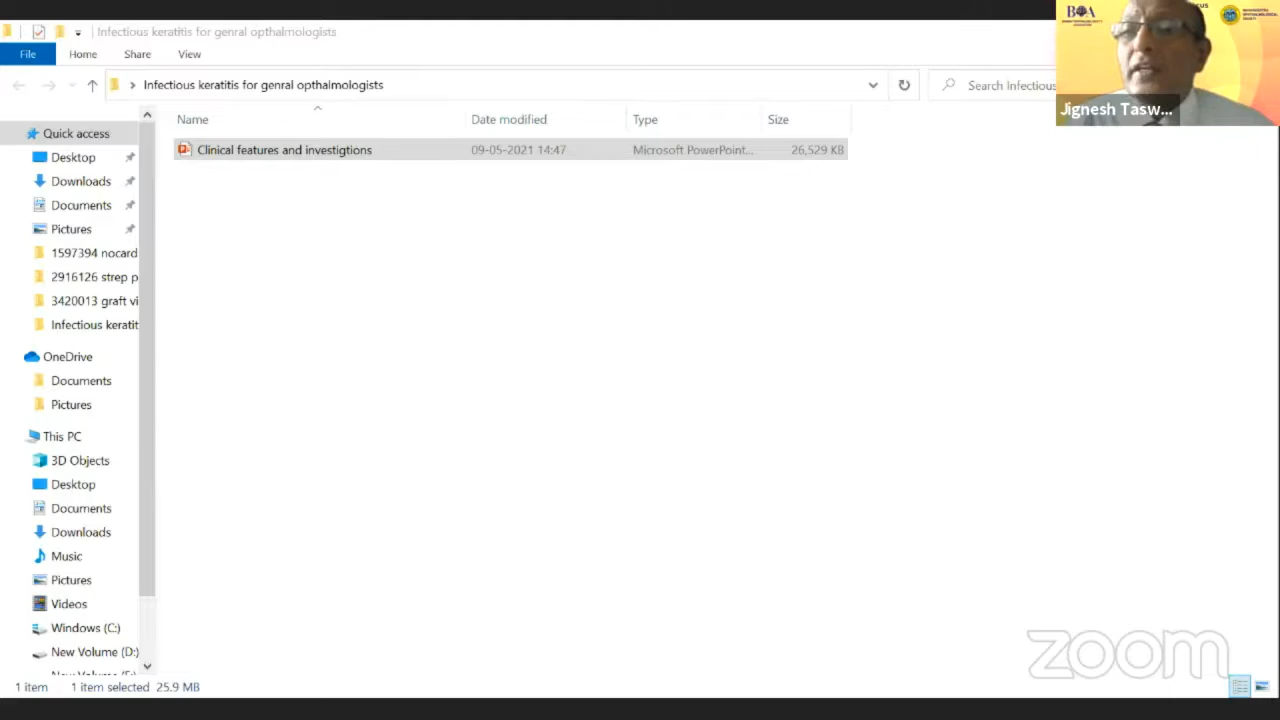 Infectious keratitis for genral opthalmologists
File
Home
Share
View
Infectious keratitis for genral opthalmologists
Search Infectious
Name
Date modified
Type
Size
Clinical features and investigtions
09-05-2021 14:47
Microsoft PowerPoint...
26,529 KB
Quick access
Desktop
Downloads
Documents
Pictures
1597394 nocard
2916126 strep p
3420013 graft vi
Infectious keratit
OneDrive
Documents
Pictures
This PC
3D Objects
Desktop
Documents
Downloads
Music
Pictures
Videos
Windows (C:)
New Volume (D:)
1 item
1 item selected 25.9 MB
BOA
Jignesh Tasw...
zoom